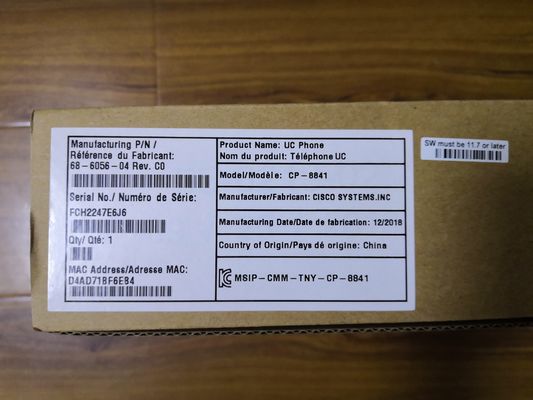 Manufacturing P/N /
Référence du Fabricant:
68-6056-04 Rev. C0
Serial No./ Numéro de Série:
FCH2247E6J6
Qty/ Qté: 1
MAC Address/Adresse MAC:
D4AD71BF6E84
Product Name: UC Phone
Nom du produit: Téléphone UC
Model/Modèle: CP-8841
Manufacturer/Fabricant: CISCO SYSTEMS.INC
Manufacturing Date/Date de fabrication: 12/2018
Country of Origin/Pays dé origine: China
MSIP-CMM-TNY-CP-8841
SW must be 11.7 or later